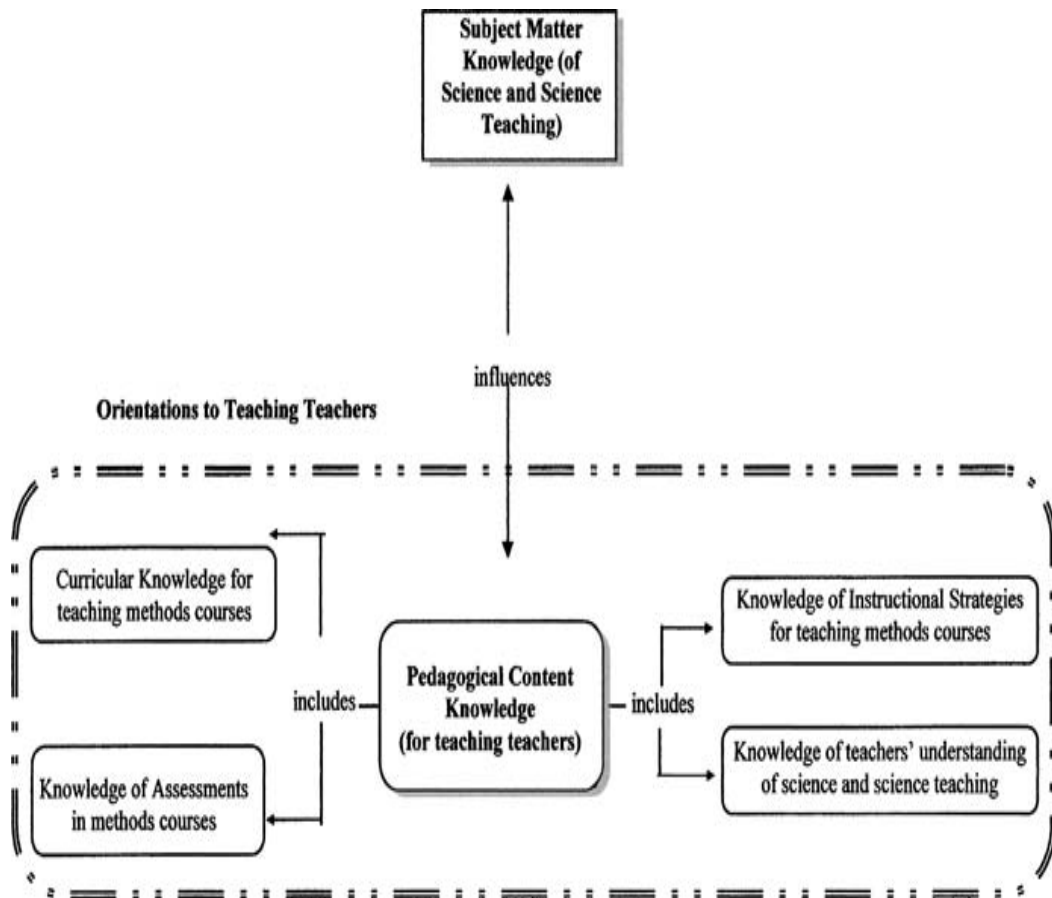 Subject Matter
Knowledge (of
Science and Science
Teaching)
influences
Orientations to Teaching Teachers
Curricular Knowledge for
teaching methods courses
Knowledge of Instructional Strategies
for teaching methods courses
Pedagogical Content
Knowledge
(for teaching teachers)
includes
includes
Knowledge of Assessments
in methods courses
Knowledge of teachers’ understanding
of science and science teaching